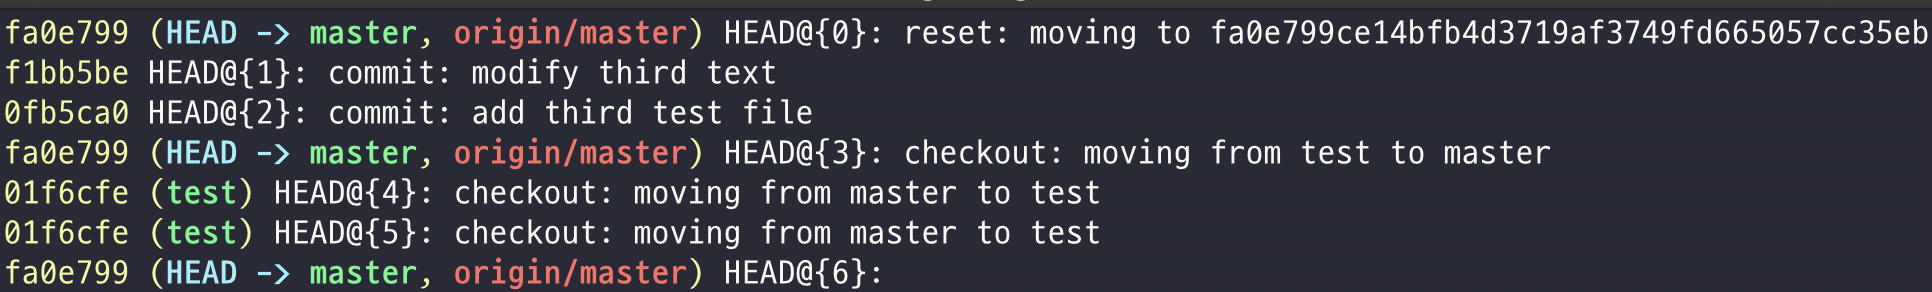 fa0e799 (HEAD -> master, origin/master) HEAD@{0}: reset: moving to fa0e799ce14bfb4d3719af3749fd665057cc35eb
f1bb5be HEAD@{1}: commit: modify third text
0fb5ca0 HEAD@{2}: commit: add third test file
fa0e799 (HEAD -> master, origin/master) HEAD@{3}: checkout: moving from test to master
01f6cfe (test) HEAD@{4}: checkout: moving from master to test
01f6cfe (test) HEAD@{5}: checkout: moving from master to test
fa0e799 (HEAD -> master, origin/master) HEAD@{6}: